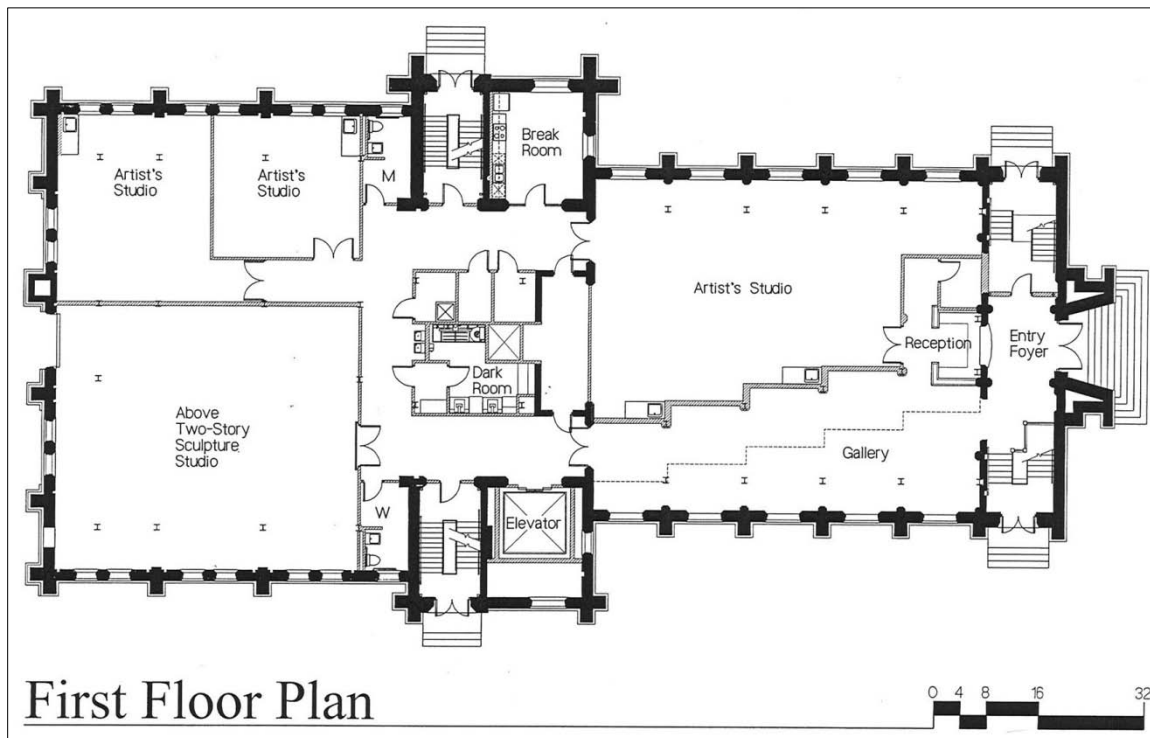 Break
Room
Artist's
Studio
Artist's
Studio
M
Artist's Studio
Reception
Entry
Foyer
Dark
Room
Above
Two-Story
Sculpture
Studio
Gallery
W
Elevator
First Floor Plan
0 4 8 16 32